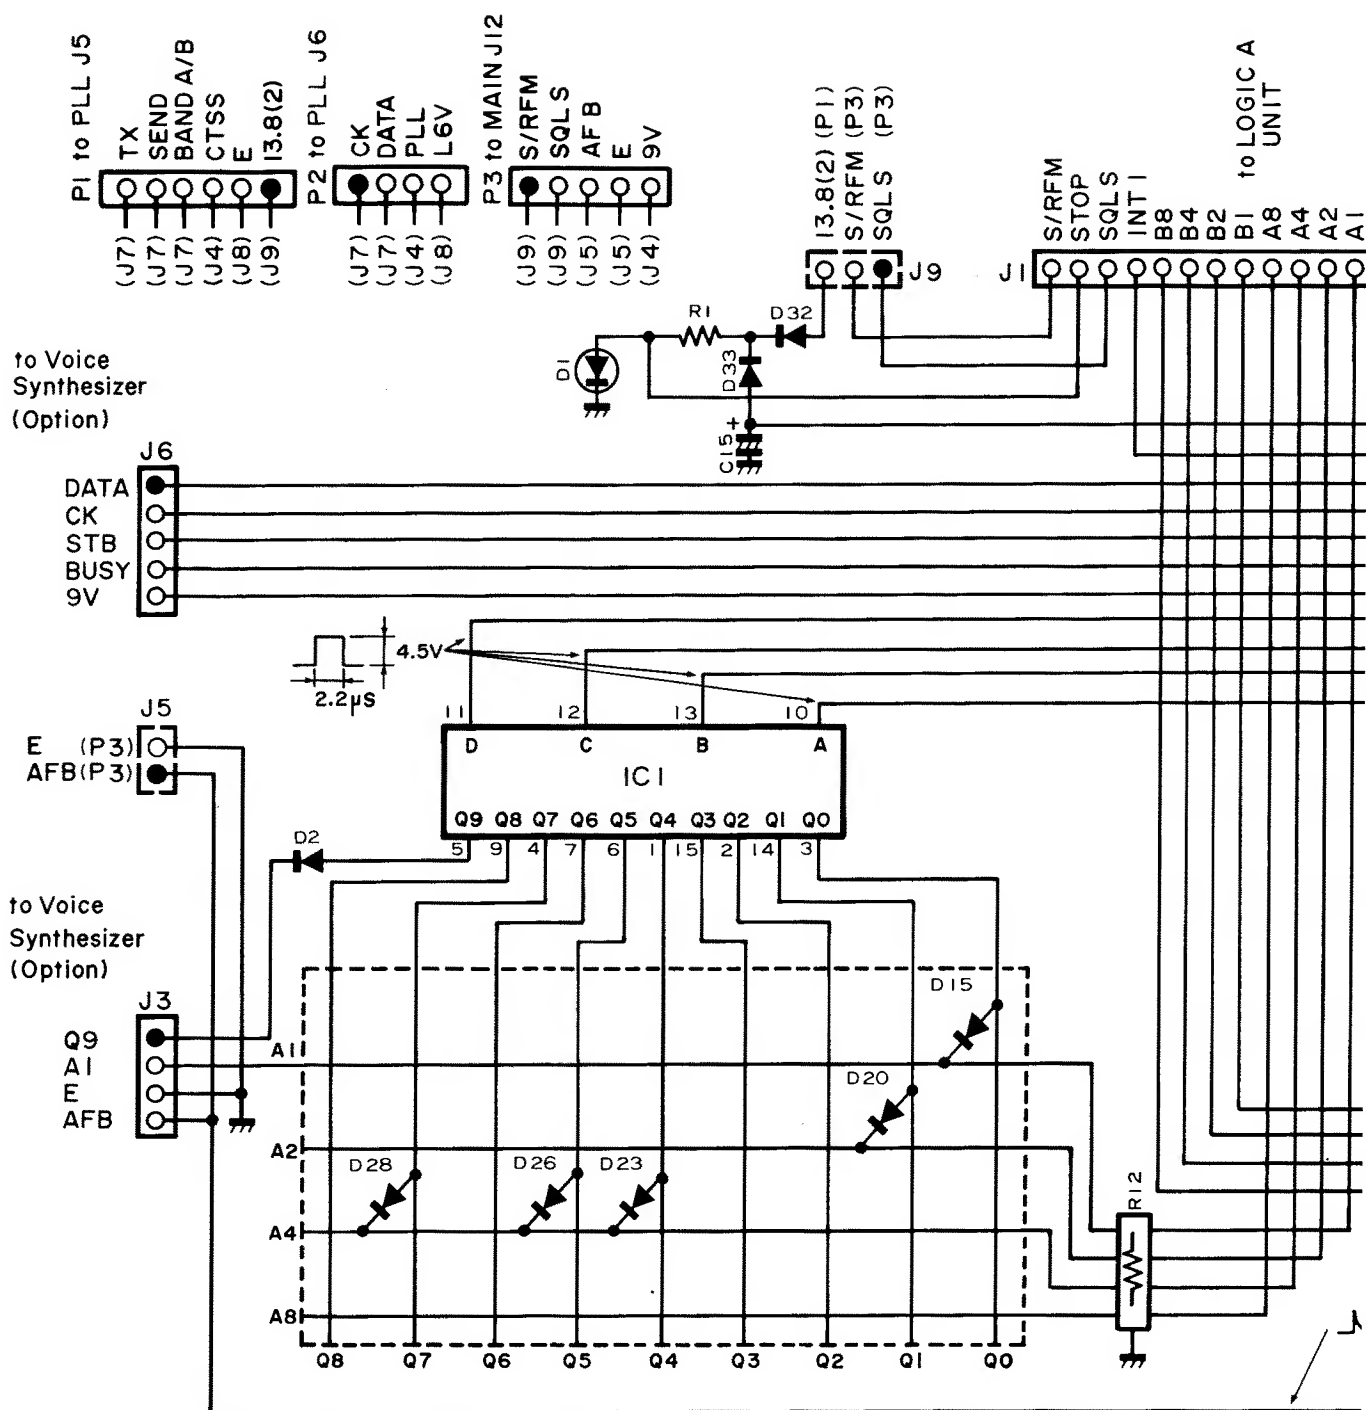 P1 to PLL J5
TX
SEND
BAND A/B
CTSS
E
13.8(2)
(J7)
(J7)
(J7)
(J4)
(J8)
(J9)
P2 to PLL J6
CK
DATA
PLL
L6V
(J7)
(J7)
(J4)
(J8)
P3 to MAIN J12
S/RFM
SQLS
AFB
E
9V
(J9)
(J9)
(J5)
(J5)
(J4)
13.8(2) (P1)
S/RFM (P3)
SQLS (P3)
J9
to LOGIC A
UNIT
J1
S/RFM
STOP
SQLS
INT1
B8
B4
B2
B1
A8
A4
A2
A1
R1
D32
D1
D33
C15
+
to Voice
Synthesizer
(Option)
J6
DATA
CK
STB
BUSY
9V
4.5V
2.2μS
J5
E (P3)
AFB(P3)
11
12
13
10
D
C
B
A
IC1
Q9 Q8 Q7 Q6 Q5 Q4 Q3 Q2 Q1 Q0
5 9 4 7 6 1 15 2 14 3
D2
to Voice
Synthesizer
(Option)
J3
Q9
A1
E
AFB
A1
D15
D20
A2
D28
D26
D23
A4
A8
R12
Q8 Q7 Q6 Q5 Q4 Q3 Q2 Q1 Q0